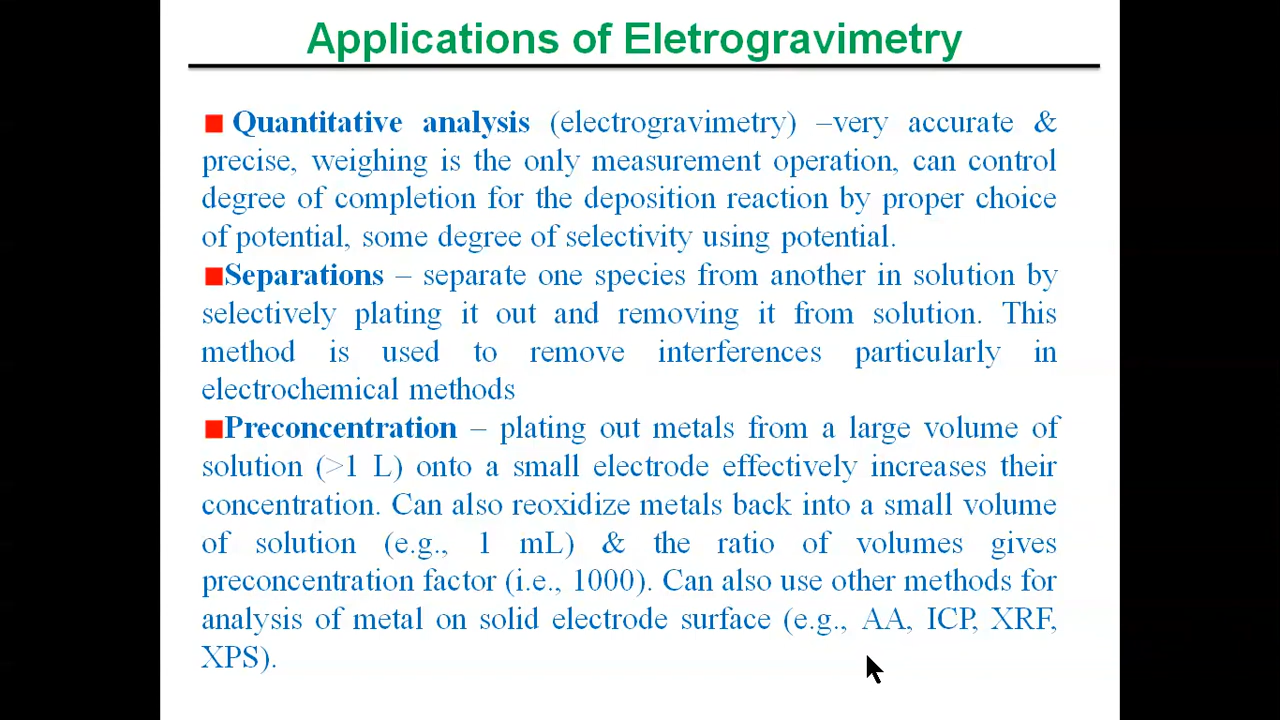 Applications of Eletrogravimetry
Quantitative analysis (electrogravimetry) –very accurate &
precise, weighing is the only measurement operation, can control
degree of completion for the deposition reaction by proper choice
of potential, some degree of selectivity using potential.
Separations – separate one species from another in solution by
selectively plating it out and removing it from solution. This
method is used to remove interferences particularly in
electrochemical methods
Preconcentration – plating out metals from a large volume of
solution (>1 L) onto a small electrode effectively increases their
concentration. Can also reoxidize metals back into a small volume
of solution (e.g., 1 mL) & the ratio of volumes gives
preconcentration factor (i.e., 1000). Can also use other methods for
analysis of metal on solid electrode surface (e.g., AA, ICP, XRF,
XPS).